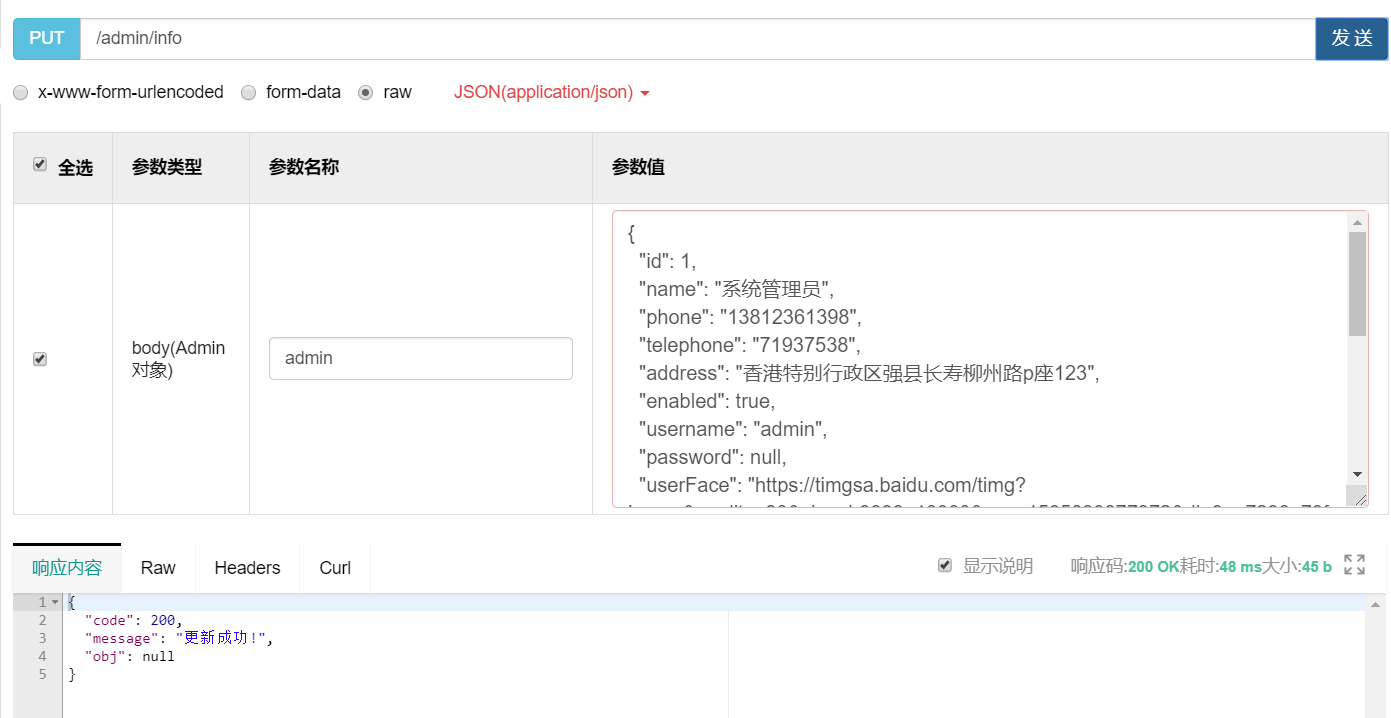 PUT /admin/info 发 送
x-www-form-urlencoded form-data raw JSON(application/json)
全选 参数类型 参数名称 参数值
body(Admin
对象)
admin
{
"id": 1,
"name": "系统管理员",
"phone": "13812361398",
"telephone": "71937538",
"address": "香港特别行政区强县长寿柳州路p座123",
"enabled": true,
"username": "admin",
"password": null,
"userFace": "https://timgsa.baidu.com/timg?
响应内容 Raw Headers Curl 显示说明 响应码:200 OK耗时:48 ms大小:45 b
1 {
2 "code": 200,
3 "message": "更新成功!",
4 "obj": null
5 }